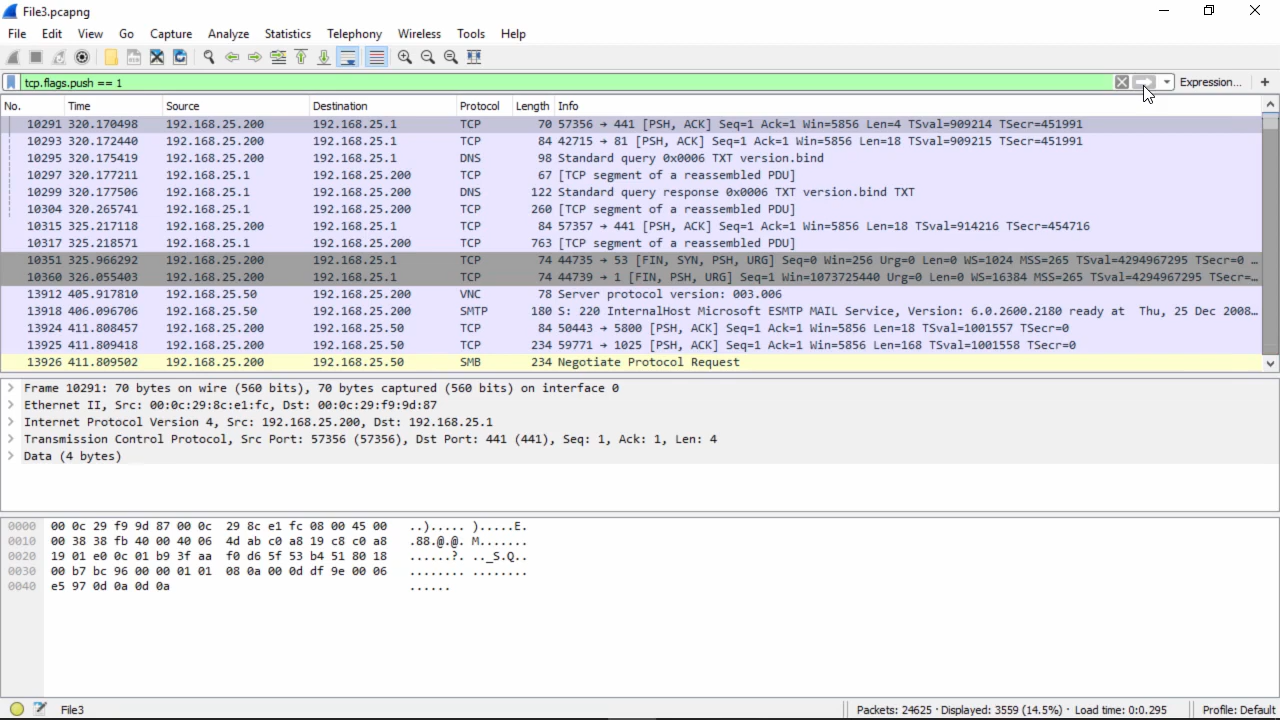 File3.pcapng
File Edit View Go Capture Analyze Statistics Telephony Wireless Tools Help
tcp.flags.push == 1 Expression... +
No. Time Source Destination Protocol Length Info
10291 320.170498 192.168.25.200 192.168.25.1 TCP 70 57356 → 441 [PSH, ACK] Seq=1 Ack=1 Win=5856 Len=4 TSval=909214 TSecr=451991
10293 320.172440 192.168.25.200 192.168.25.1 TCP 84 42715 → 81 [PSH, ACK] Seq=1 Ack=1 Win=5856 Len=18 TSval=909215 TSecr=451991
10295 320.175419 192.168.25.200 192.168.25.1 DNS 98 Standard query 0x0006 TXT version.bind
10297 320.177211 192.168.25.1 192.168.25.200 TCP 67 [TCP segment of a reassembled PDU]
10299 320.177506 192.168.25.1 192.168.25.200 DNS 122 Standard query response 0x0006 TXT version.bind TXT
10304 320.265741 192.168.25.1 192.168.25.200 TCP 260 [TCP segment of a reassembled PDU]
10315 325.217118 192.168.25.200 192.168.25.1 TCP 84 57357 → 441 [PSH, ACK] Seq=1 Ack=1 Win=5856 Len=18 TSval=914216 TSecr=454716
10317 325.218571 192.168.25.1 192.168.25.200 TCP 763 [TCP segment of a reassembled PDU]
10351 325.966292 192.168.25.200 192.168.25.1 TCP 74 44735 → 53 [FIN, SYN, PSH, URG] Seq=0 Win=256 Urg=0 Len=0 WS=1024 MSS=265 TSval=4294967295 TSecr=0 …
10360 326.055403 192.168.25.200 192.168.25.1 TCP 74 44739 → 1 [FIN, PSH, URG] Seq=1 Win=1073725440 Urg=0 Len=0 WS=16384 MSS=265 TSval=4294967295 TSecr=…
13912 405.917810 192.168.25.50 192.168.25.200 VNC 78 Server protocol version: 003.006
13918 406.096706 192.168.25.50 192.168.25.200 SMTP 180 S: 220 InternalHost Microsoft ESMTP MAIL Service, Version: 6.0.2600.2180 ready at Thu, 25 Dec 2008…
13924 411.808457 192.168.25.200 192.168.25.50 TCP 84 50443 → 5800 [PSH, ACK] Seq=1 Ack=1 Win=5856 Len=18 TSval=1001557 TSecr=0
13925 411.809418 192.168.25.200 192.168.25.50 TCP 234 59771 → 1025 [PSH, ACK] Seq=1 Ack=1 Win=5856 Len=168 TSval=1001558 TSecr=0
13926 411.809502 192.168.25.200 192.168.25.50 SMB 234 Negotiate Protocol Request
Frame 10291: 70 bytes on wire (560 bits), 70 bytes captured (560 bits) on interface 0
Ethernet II, Src: 00:0c:29:8c:e1:fc, Dst: 00:0c:29:f9:9d:87
Internet Protocol Version 4, Src: 192.168.25.200, Dst: 192.168.25.1
Transmission Control Protocol, Src Port: 57356 (57356), Dst Port: 441 (441), Seq: 1, Ack: 1, Len: 4
Data (4 bytes)
0000 00 0c 29 f9 9d 87 00 0c 29 8c e1 fc 08 00 45 00 ..)..... ).....E.
0010 00 38 38 fb 40 00 40 06 4d ab c0 a8 19 c8 c0 a8 .88.@.@. M.......
0020 19 01 e0 0c 01 b9 3f aa f0 d6 5f 53 b4 51 80 18 ......?. .._S.Q..
0030 00 b7 bc 96 00 00 01 01 08 0a 00 0d df 9e 00 06 ........ ........
0040 e5 97 0d 0a 0d 0a ......
File3 Packets: 24625 · Displayed: 3559 (14.5%) · Load time: 0:0.295 Profile: Default